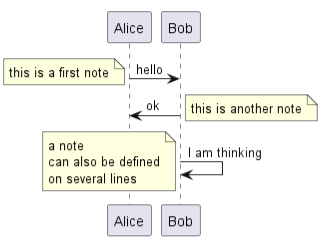 Alice Bob
this is a first note hello
ok this is another note
a note
can also be defined
on several lines
I am thinking
Alice Bob